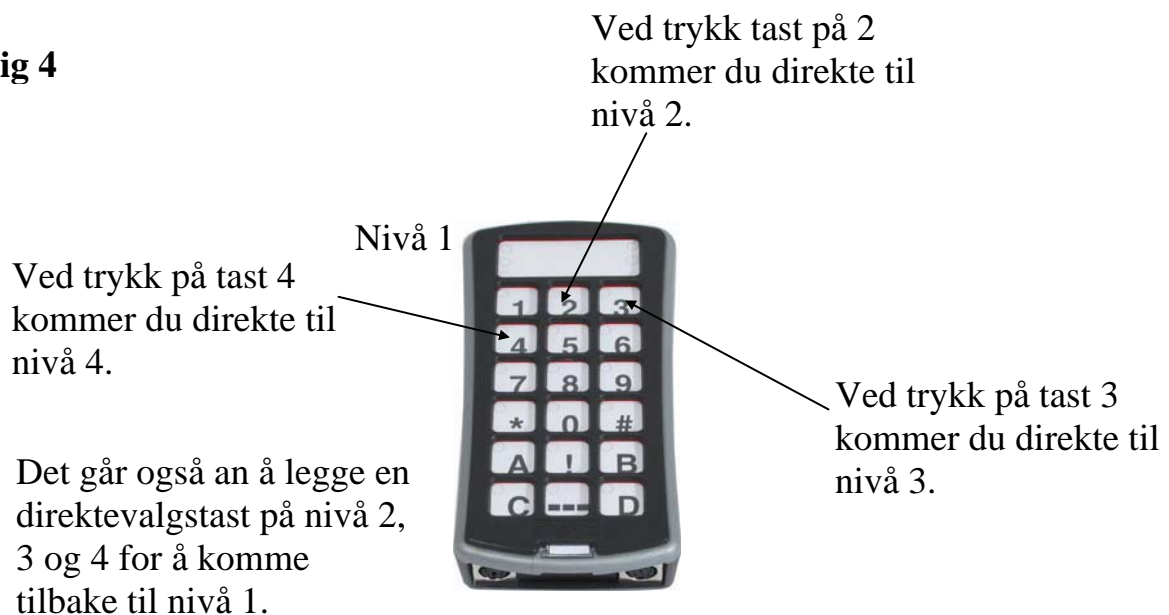 ig 4
Ved trykk tast på 2
kommer du direkte til
nivå 2.
Nivå 1
Ved trykk på tast 4
kommer du direkte til
nivå 4.
1 2 3
4 5 6
7 8 9
* 0 #
A ! B
C --- D
Ved trykk på tast 3
kommer du direkte til
nivå 3.
Det går også an å legge en
direktevalgstast på nivå 2,
3 og 4 for å komme
tilbake til nivå 1.